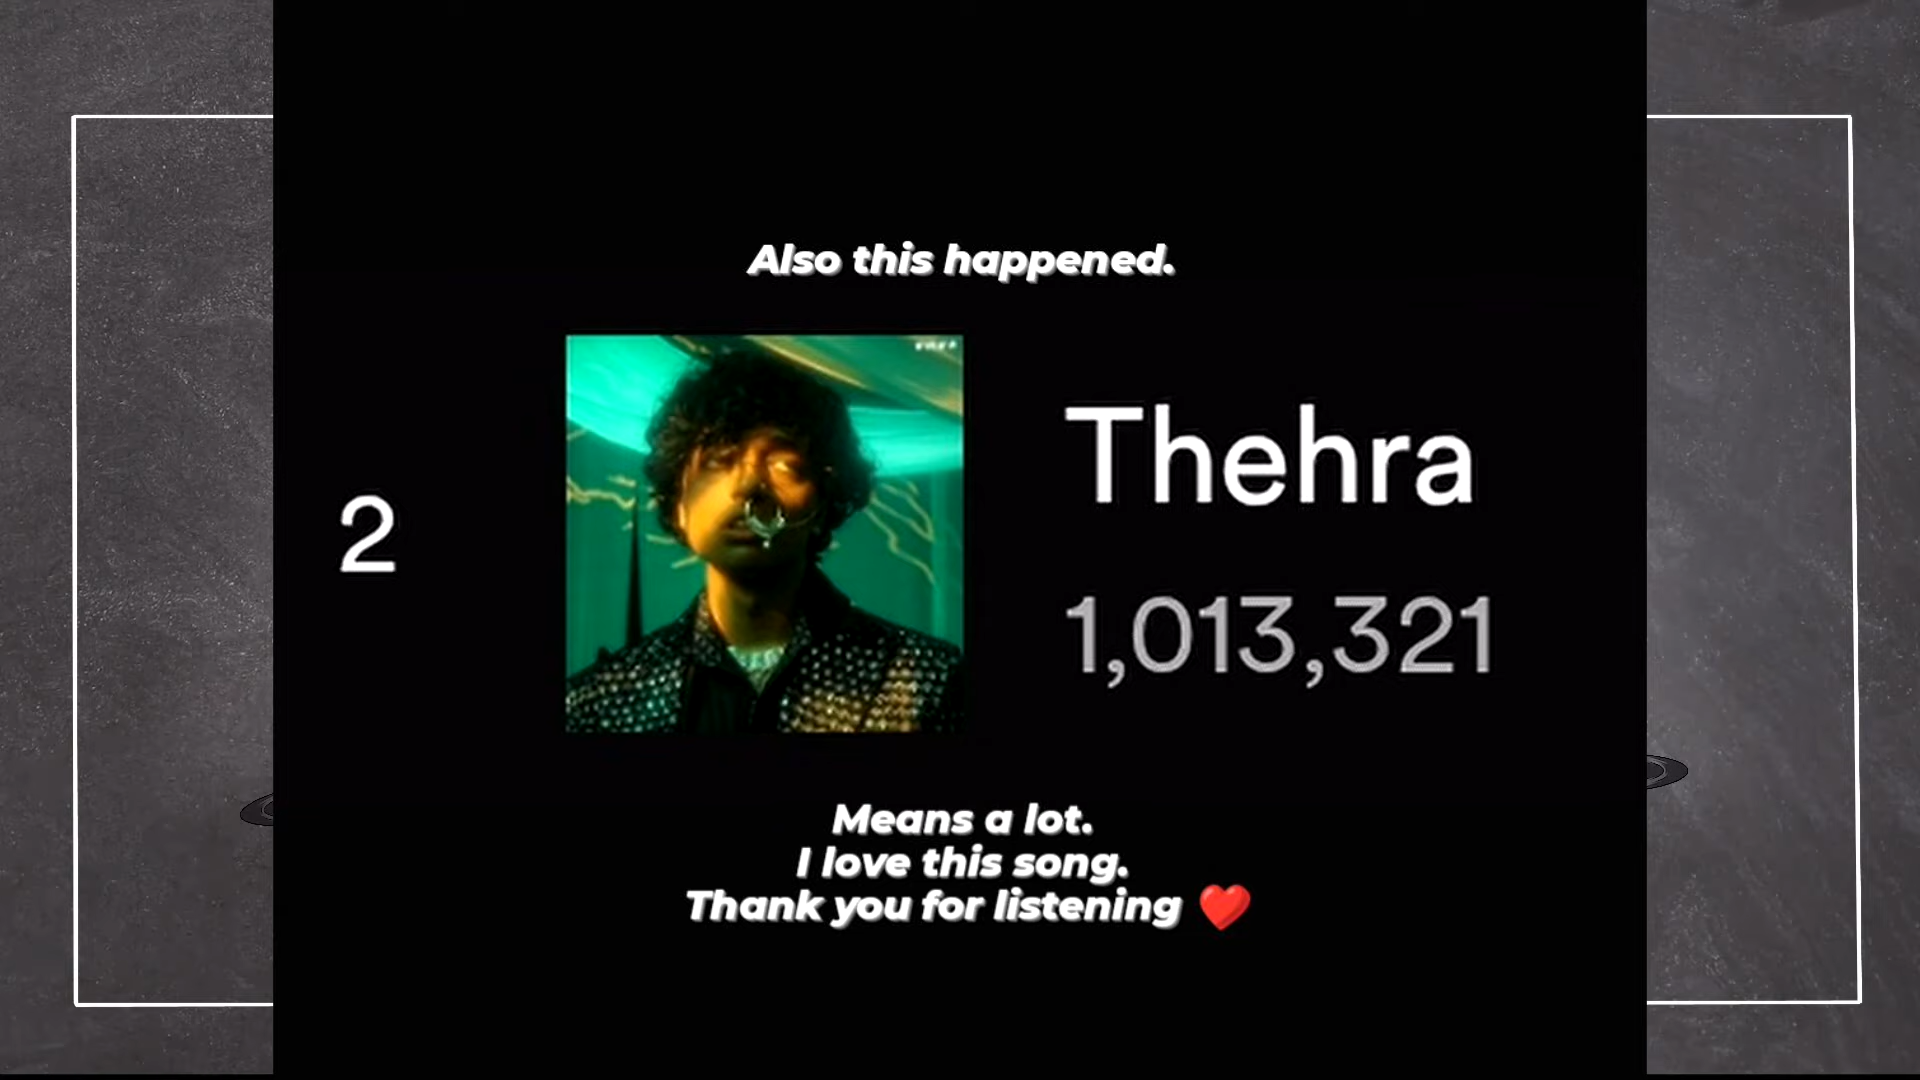 Also this happened.
2
Thehra
1,013,321
Means a lot.
I love this song.
Thank you for listening ❤️